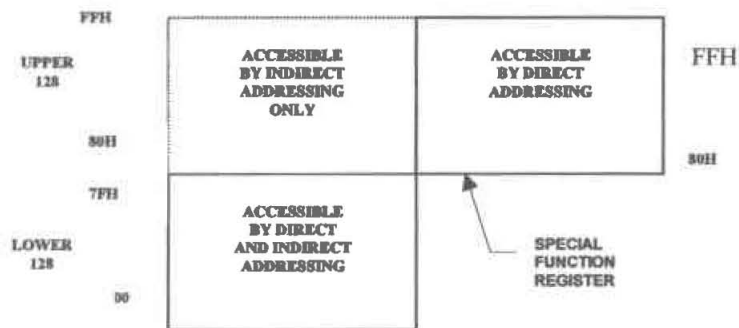 FFH
UPPER
128
80H
7FH
LOWER
128
00
ACCESSIBLE
BY INDIRECT
ADDRESSING
ONLY
ACCESSIBLE
BY DIRECT
ADDRESSING
FFH
80H
ACCESSIBLE
BY DIRECT
AND INDIRECT
ADDRESSING
SPECIAL
FUNCTION
REGISTER